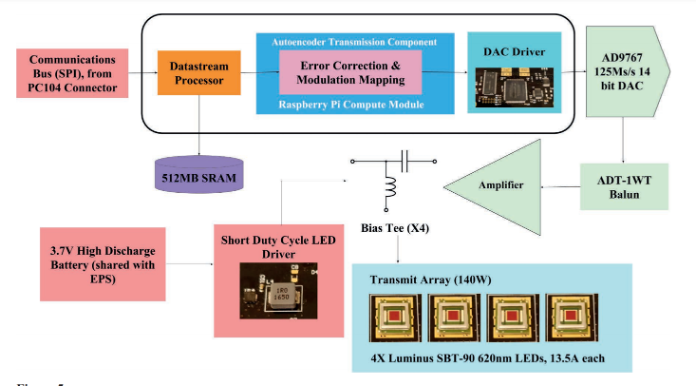 Communications
Bus (SPI), from
PC104 Connector
Datastream
Processor
Autoencoder Transmission Component
Error Correction &
Modulation Mapping
Raspberry Pi Compute Module
DAC Driver
AD9767
125Ms/s 14
bit DAC
512MB SRAM
Bias Tee (X4)
Amplifier
ADT-1WT
Balun
3.7V High Discharge
Battery (shared with
EPS)
Short Duty Cycle LED
Driver
1R0
1650
Transmit Array (140W)
4X Luminus SBT-90 620nm LEDs, 13.5A each